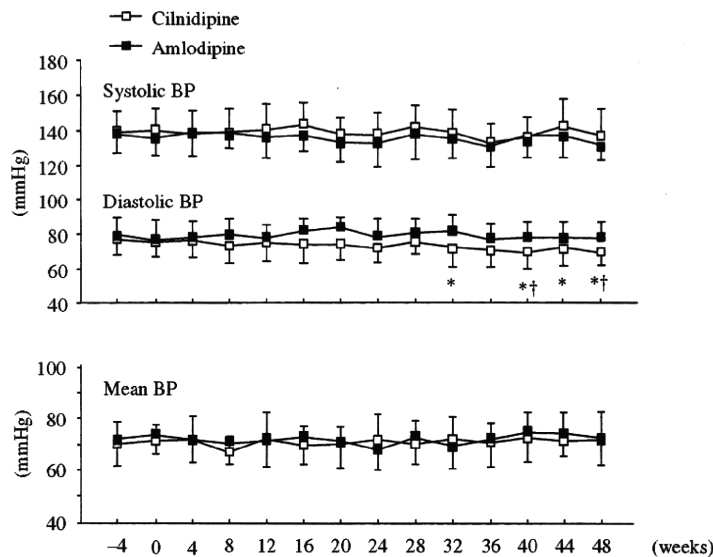 Cilnidipine
Amlodipine
180
160
140
120
100
80
60
40
(mmHg)
Systolic BP
Diastolic BP
* *† * *†
100
80
60
40
(mmHg)
Mean BP
–4 0 4 8 12 16 20 24 28 32 36 40 44 48 (weeks)